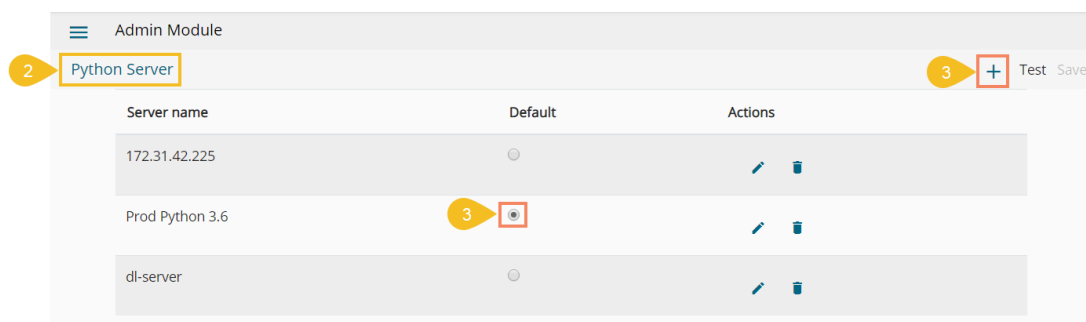 Admin Module
2 Python Server 3 + Test Save
Server name Default Actions
172.31.42.225
3
Prod Python 3.6
dl-server